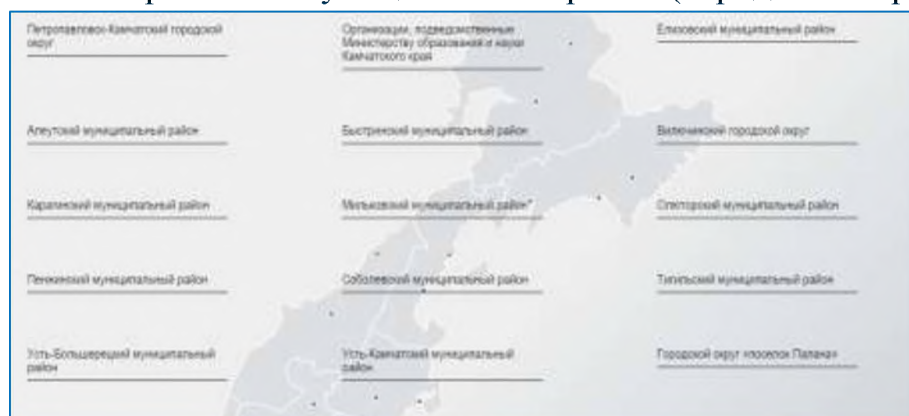 Петропавловск-Камчатский городской
округ
Организации, подведомственные
Министерству образования и науки
Камчатского края
Елизовский муниципальный район
Алеутский муниципальный район
Быстринский муниципальный район
Вилючинский городской округ
Карагинский муниципальный район
Мильковский муниципальный район*
Олюторский муниципальный район
Пенжинский муниципальный район
Соболевский муниципальный район
Тигильский муниципальный район
Усть-Большерецкий муниципальный
район
Усть-Камчатский муниципальный
район
Городской округ «поселок Палана»